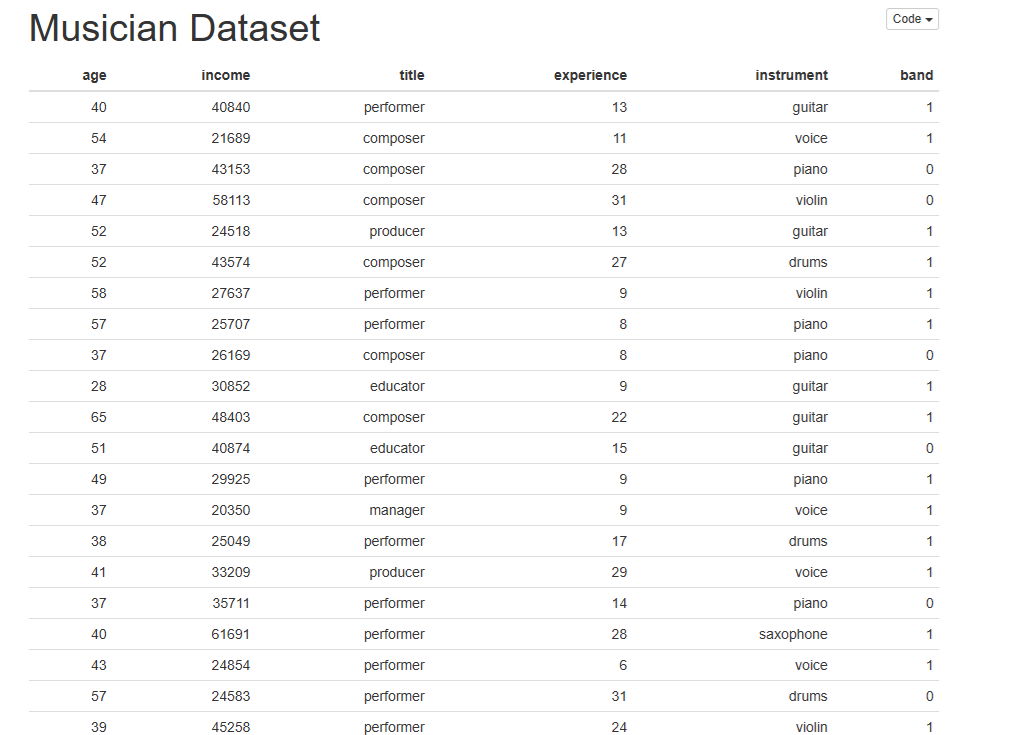 Musician Dataset
Code
age income title experience instrument band
40 40840 performer 13 guitar 1
54 21689 composer 11 voice 1
37 43153 composer 28 piano 0
47 58113 composer 31 violin 0
52 24518 producer 13 guitar 1
52 43574 composer 27 drums 1
58 27637 performer 9 violin 1
57 25707 performer 8 piano 1
37 26169 composer 8 piano 0
28 30852 educator 9 guitar 1
65 48403 composer 22 guitar 1
51 40874 educator 15 guitar 0
49 29925 performer 9 piano 1
37 20350 manager 9 voice 1
38 25049 performer 17 drums 1
41 33209 producer 29 voice 1
37 35711 performer 14 piano 0
40 61691 performer 28 saxophone 1
43 24854 performer 6 voice 1
57 24583 performer 31 drums 0
39 45258 performer 24 violin 1